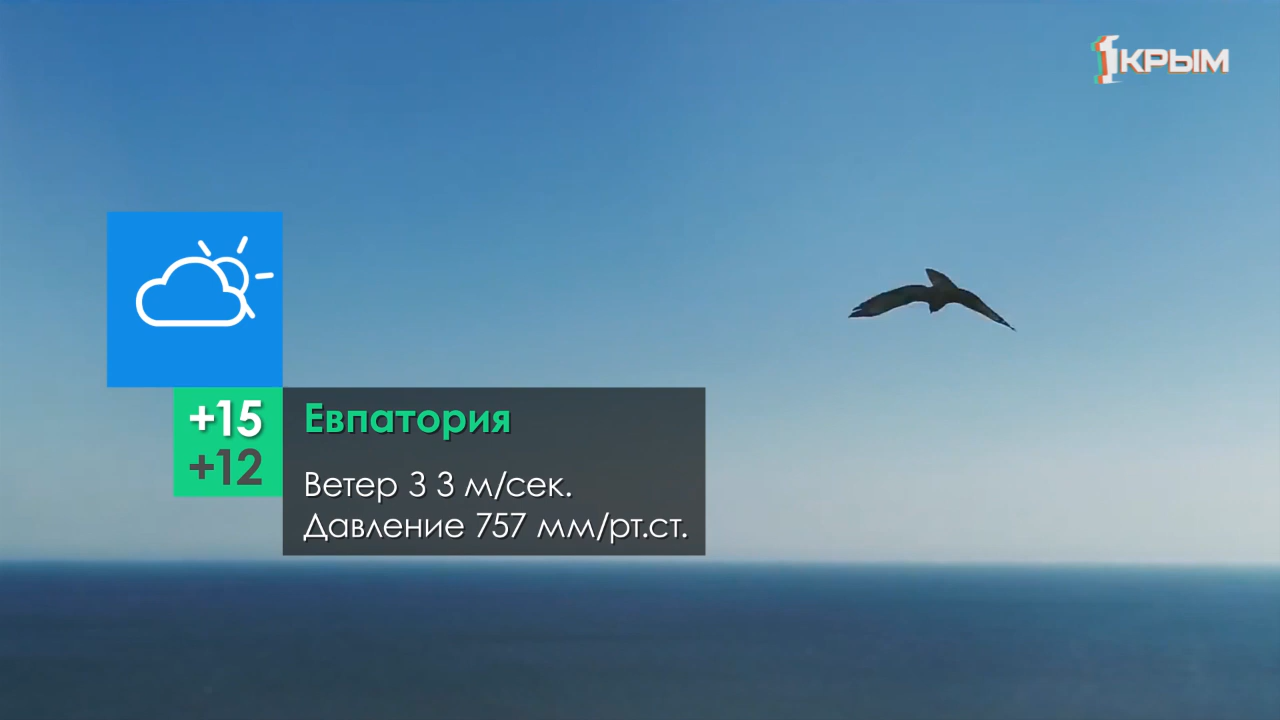 1КРЫМ
+15
+12
Евпатория
Ветер 3 3 м/сек.
Давление 757 мм/рт.ст.